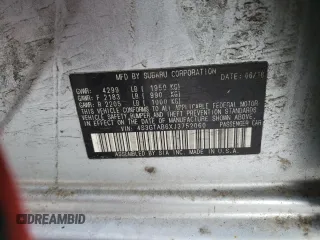 MFD BY SUBARU CORPORATION
DATE: 06/18
GVWR: 4299 LB ( 1950 KG)
GAWR: F 2183 LB ( 990 KG)
GAWR: R 2205 LB ( 1000 KG)
THIS VEHICLE CONFORMS TO ALL APPLICABLE FEDERAL MOTOR
VEHICLE SAFETY, BUMPER, AND THEFT PREVENTION
STANDARDS IN EFFECT ON THE DATE OF MANUFACTURE SHOWN ABOVE.
VIN: 4S3GTAB6XJ3752060 PASSENGER CAR
ASSEMBLED BY SIA, INC. MADE IN U.S.A.
DREAMBID